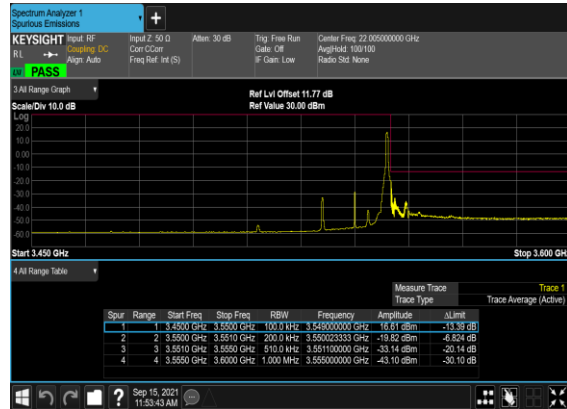 Spectrum Analyzer 1
Spurious Emissions
KEYSIGHT Input: RF Input Z: 50 Ω Atten: 30 dB Trig: Free Run Center Freq: 22.005000000 GHz
RL Coupling: DC Corr CCorr Gate: Off Avg|Hold: 100/100
Align: Auto Freq Ref: Int (S) IF Gain: Low Radio Std: None
PASS
3 All Range Graph
Ref Lvl Offset 11.77 dB
Scale/Div 10.0 dB Ref Value 30.00 dBm
Log
20.0
10.0
0.00
-10.0
-20.0
-30.0
-40.0
-50.0
-60.0
Start 3.450 GHz Stop 3.600 GHz
4 All Range Table
Measure Trace Trace 1
Trace Type Trace Average (Active)
Spur Range Start Freq Stop Freq RBW Frequency Amplitude ΔLimit
1 1 3.4500 GHz 3.5500 GHz 100.0 kHz 3.549000000 GHz 16.61 dBm -13.39 dB
2 2 3.5500 GHz 3.5510 GHz 200.0 kHz 3.550023333 GHz -19.82 dBm -6.824 dB
3 3 3.5510 GHz 3.5550 GHz 510.0 kHz 3.551100000 GHz -33.14 dBm -20.14 dB
4 4 3.5550 GHz 3.6000 GHz 1.000 MHz 3.555000000 GHz -43.10 dBm -30.10 dB
? Sep 15, 2021
11:53:43 AM